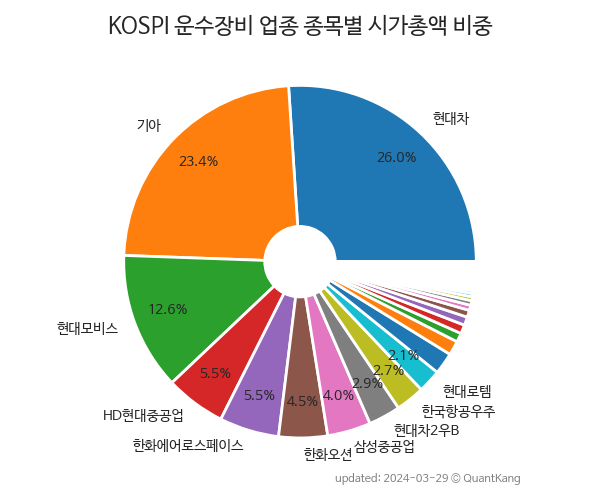 KOSPI 운수장비 업종 종목별 시가총액 비중
현대차
26.0%
기아
23.4%
현대모비스
12.6%
HD현대중공업
5.5%
한화에어로스페이스
5.5%
한화오션
4.5%
삼성중공업
4.0%
현대차2우B
2.9%
한국항공우주
2.7%
현대로템
2.1%
updated: 2024-03-29 © QuantKang